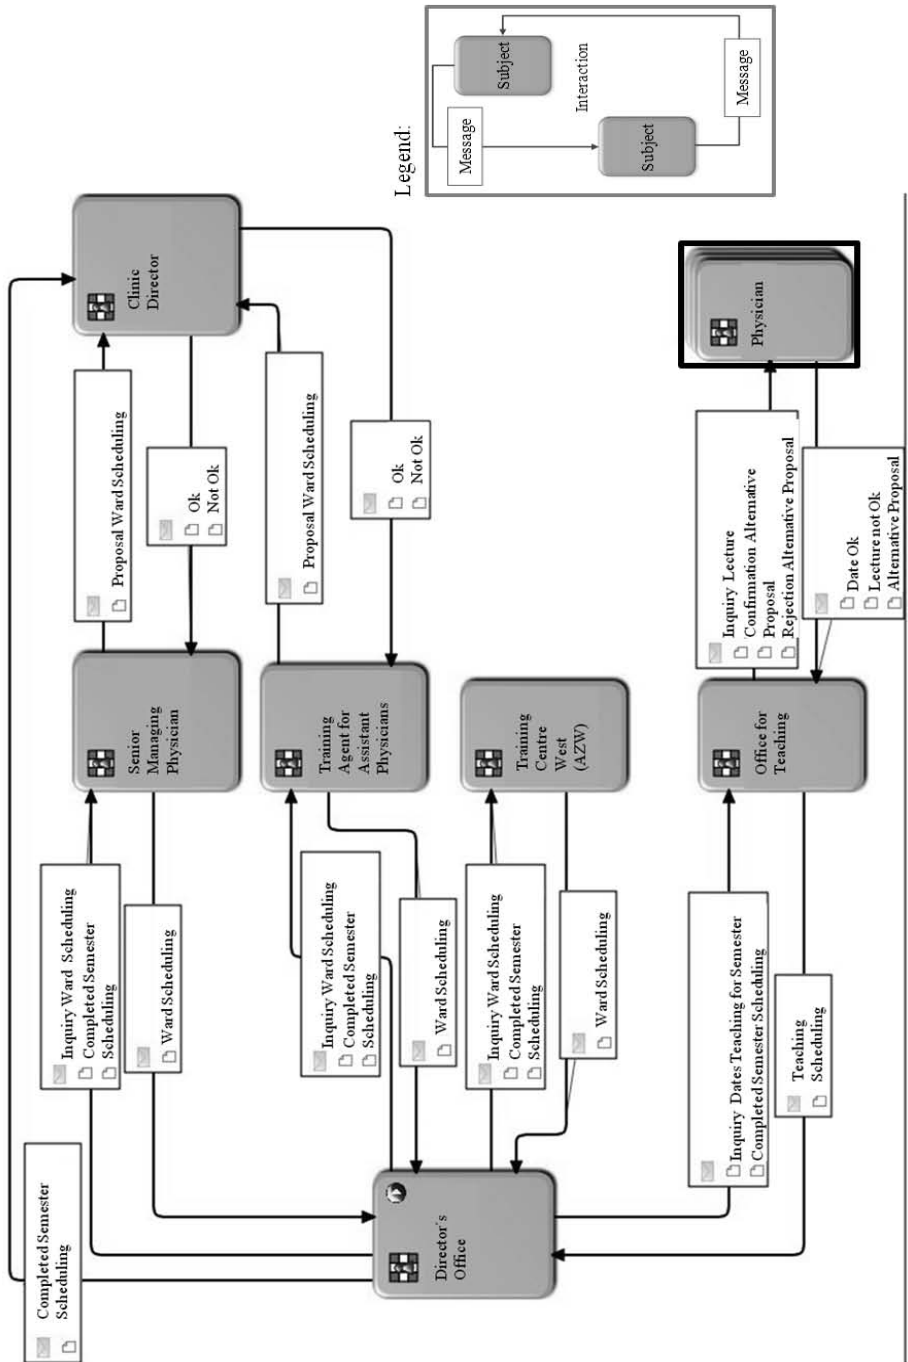 Completed Semester
Scheduling
Inquiry Ward Scheduling
Completed Semester
Scheduling
Ward Scheduling
Senior
Managing
Physician
Proposal Ward Scheduling
Ok
Not Ok
Clinic
Director
Inquiry Ward Scheduling
Completed Semester
Scheduling
Ward Scheduling
Training
Agent for
Assistant
Physicians
Proposal Ward Scheduling
Ok
Not Ok
Director's
Office
Inquiry Ward Scheduling
Completed Semester
Scheduling
Ward Scheduling
Training
Centre
West
(AZW)
Inquiry Dates Teaching for Semester
Completed Semester Scheduling
Teaching
Scheduling
Office for
Teaching
Inquiry Lecture
Confirmation Alternative
Proposal
Rejection Alternative Proposal
Date Ok
Lecture not Ok
Alternative Proposal
Physician
Legend:
Message
Subject
Interaction
Subject
Message